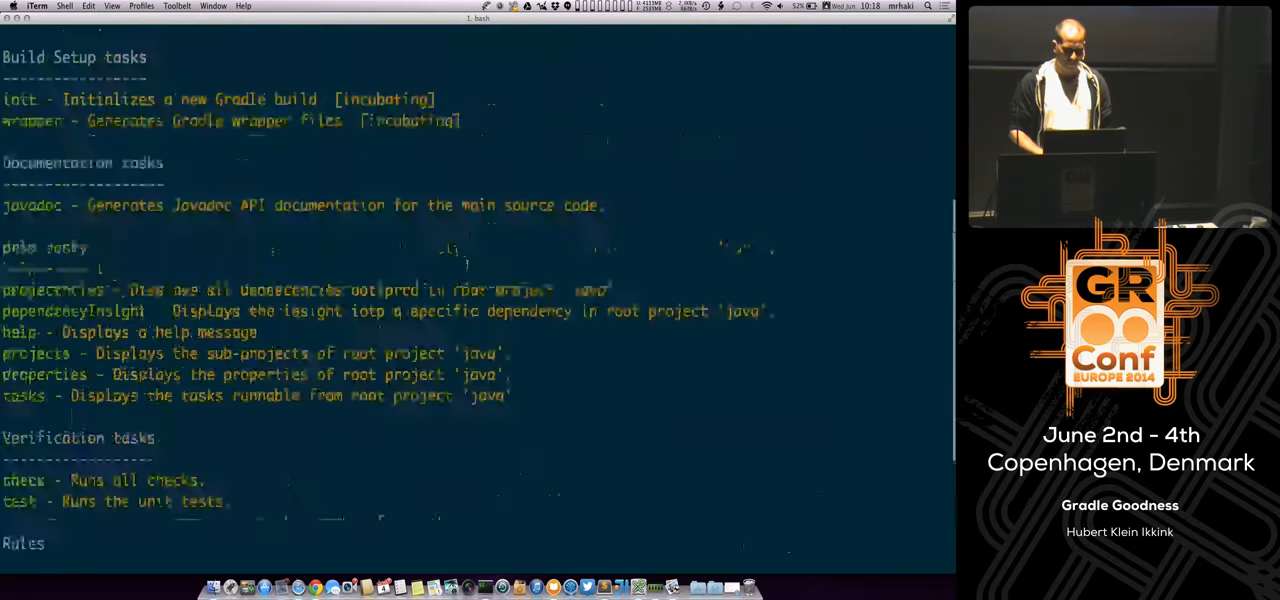 iTerm Shell Edit View Profiles Toolbelt Window Help
52% Wed Jun 10:18 mrhaki
1. bash
Build Setup tasks
init - Initializes a new Gradle build [incubating]
wrapper - Generates Gradle wrapper files [incubating]
Documentation tasks
javadoc - Generates Javadoc API documentation for the main source code.
dependencyInsight Displays the insight into a specific dependency in root project 'java'.
help - Displays a help message
projects - Displays the sub-projects of root project 'java'.
properties - Displays the properties of root project 'java'.
tasks - Displays the tasks runnable from root project 'java'
Verification tasks
check - Runs all checks.
test - Runs the unit tests.
Rules
GR
Conf
EUROPE 2014
June 2nd - 4th
Copenhagen, Denmark
Gradle Goodness
Hubert Klein Ikkink